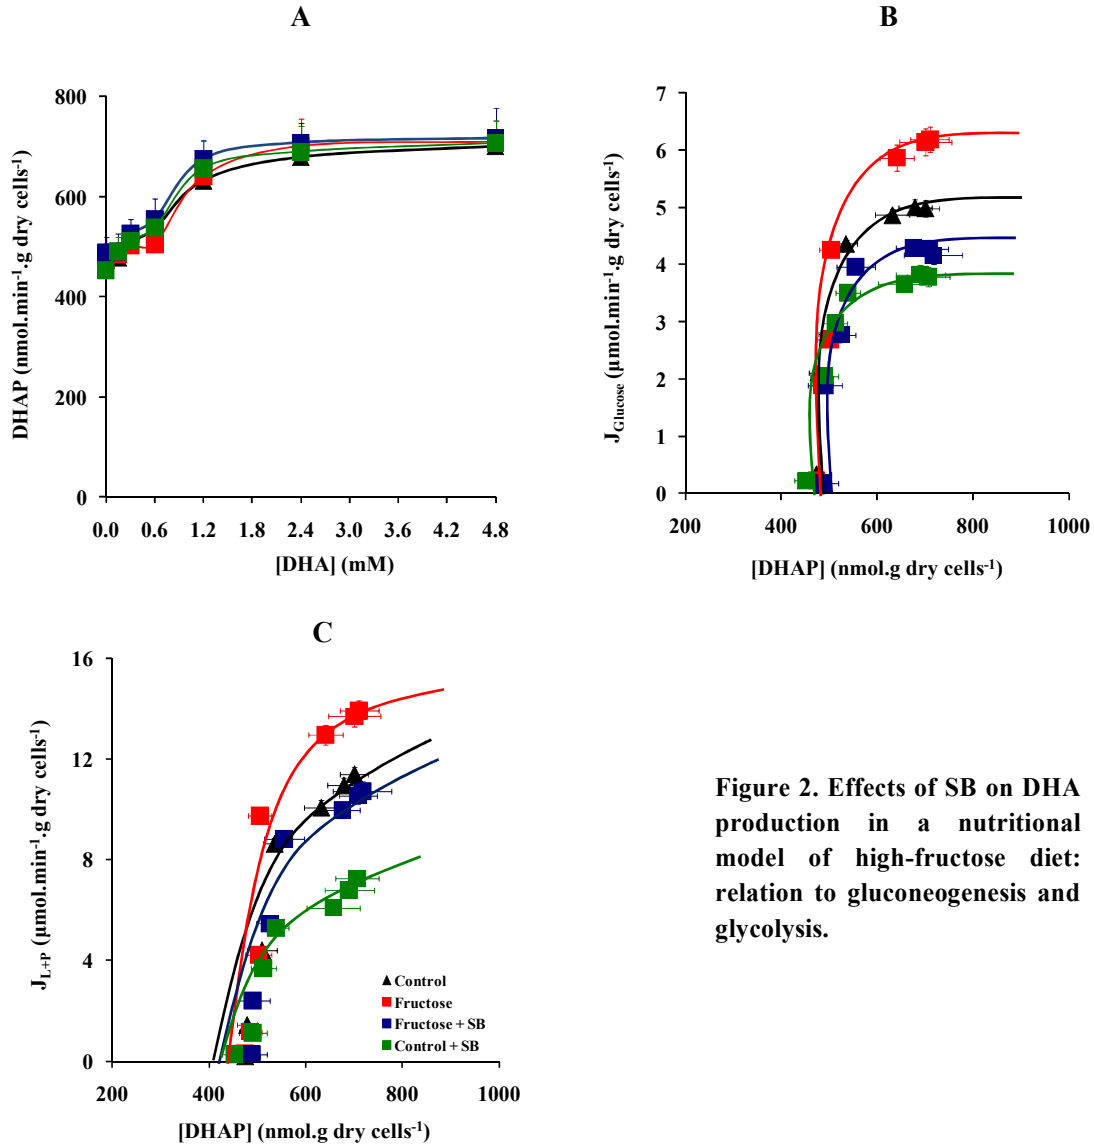 A
DHAP (nmol.min-1.g dry cells-1)
800
600
400
200
0
0.0 0.6 1.2 1.8 2.4 3.0 3.6 4.2 4.8
[DHA] (mM)
B
JGlucose (µmol.min-1.g dry cells-1)
7
6
5
4
3
2
1
0
200 400 600 800 1000
[DHAP] (nmol.g dry cells-1)
C
JL+P (µmol.min-1.g dry cells-1)
16
12
8
4
0
200 400 600 800 1000
[DHAP] (nmol.g dry cells-1)
Control
Fructose
Fructose + SB
Control + SB
Figure 2. Effects of SB on DHA
production in a nutritional
model of high-fructose diet:
relation to gluconeogenesis and
glycolysis.